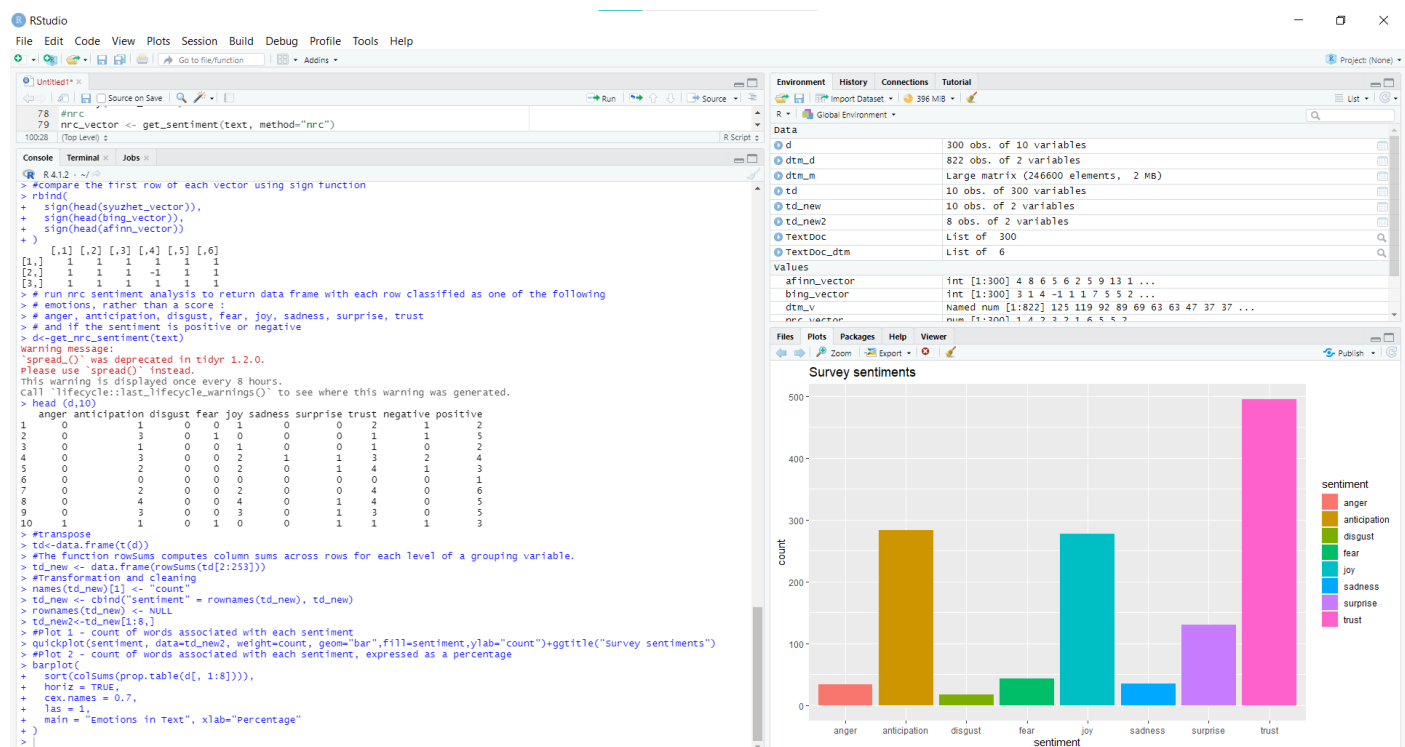 RStudio
File Edit Code View Plots Session Build Debug Profile Tools Help
Go to file/function Addins
Project: (None)
Untitled1*
Source on Save Run Source
78 #nrc
79 nrc_vector <- get_sentiment(text, method="nrc")
100:28 (Top Level) R Script
Console Terminal Jobs
R 4.1.2 · ~/
> #compare the first row of each vector using sign function
> rbind(
+ sign(head(syuzhet_vector)),
+ sign(head(bing_vector)),
+ sign(head(afinn_vector))
+ )
[,1] [,2] [,3] [,4] [,5] [,6]
[1,] 1 1 1 1 1 1
[2,] 1 1 1 -1 1 1
[3,] 1 1 1 1 1 1
> # run nrc sentiment analysis to return data frame with each row classified as one of the following
> # emotions, rather than a score :
> # anger, anticipation, disgust, fear, joy, sadness, surprise, trust
> # and if the sentiment is positive or negative
> d<-get_nrc_sentiment(text)
Warning message:
`spread_()` was deprecated in tidyr 1.2.0.
Please use `spread()` instead.
This warning is displayed once every 8 hours.
Call `lifecycle::last_lifecycle_warnings()` to see where this warning was generated.
> head (d,10)
anger anticipation disgust fear joy sadness surprise trust negative positive
1 0 1 0 0 1 0 0 2 1 2
2 0 3 0 1 0 0 0 1 1 5
3 0 1 0 0 1 0 0 1 0 2
4 0 3 0 0 2 1 1 3 2 4
5 0 2 0 0 2 0 1 4 1 3
6 0 0 0 0 0 0 0 0 0 1
7 0 2 0 0 2 0 0 4 0 6
8 0 4 0 0 4 0 1 4 0 5
9 0 3 0 0 3 0 1 3 0 5
10 1 1 0 1 0 0 1 1 1 3
> #transpose
> td<-data.frame(t(d))
> #The function rowSums computes column sums across rows for each level of a grouping variable.
> td_new <- data.frame(rowSums(td[2:253]))
> #Transformation and cleaning
> names(td_new)[1] <- "count"
> td_new <- cbind("sentiment" = rownames(td_new), td_new)
> rownames(td_new) <- NULL
> td_new2<-td_new[1:8,]
> #Plot 1 - count of words associated with each sentiment
> quickplot(sentiment, data=td_new2, weight=count, geom="bar",fill=sentiment,ylab="count")+ggtitle("Survey sentiments")
> #Plot 2 - count of words associated with each sentiment, expressed as a percentage
> barplot(
+ sort(colSums(prop.table(d[, 1:8]))),
+ horiz = TRUE,
+ cex.names = 0.7,
+ las = 1,
+ main = "Emotions in Text", xlab="Percentage"
+ )
>
Environment History Connections Tutorial
Import Dataset 396 MiB List
R Global Environment
Data
d 300 obs. of 10 variables
dtm_d 822 obs. of 2 variables
dtm_m Large matrix (246600 elements, 2 MB)
td 10 obs. of 300 variables
td_new 10 obs. of 2 variables
td_new2 8 obs. of 2 variables
TextDoc List of 300
TextDoc_dtm List of 6
Values
afinn_vector int [1:300] 4 8 6 5 6 2 5 9 13 1 ...
bing_vector int [1:300] 3 1 4 -1 1 1 7 5 5 2 ...
dtm_v Named num [1:822] 125 119 92 89 69 63 63 47 37 37 ...
nrc_vector num [1:300] 1 4 2 3 2 1 6 5 5 2
Files Plots Packages Help Viewer
Zoom Export Publish
Survey sentiments
500
400
300
200
100
0
count
anger anticipation disgust fear joy sadness surprise trust
sentiment
sentiment
anger
anticipation
disgust
fear
joy
sadness
surprise
trust